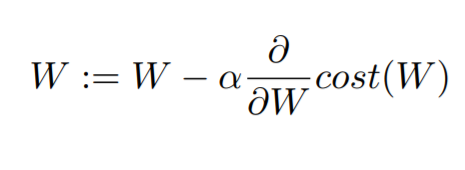 W := W − α ∂/∂W cost(W)